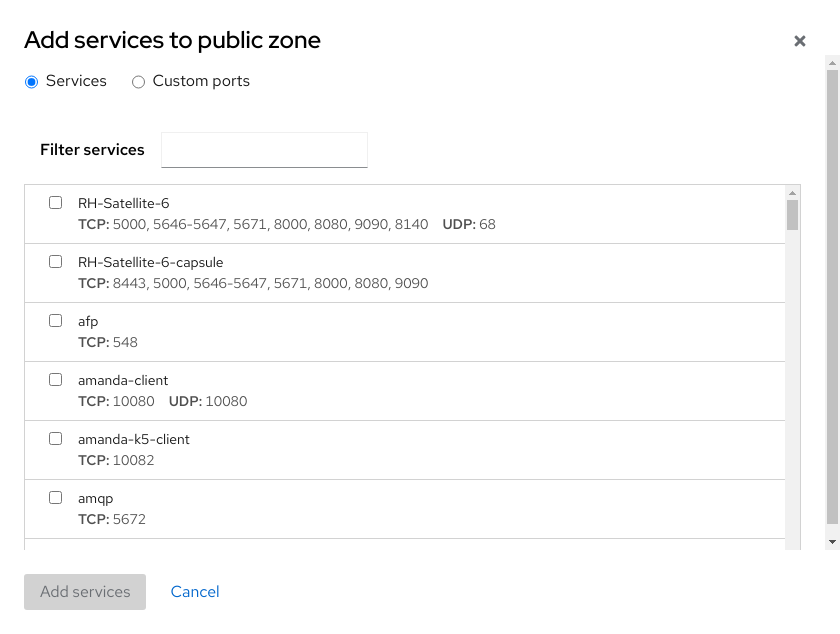 Add services to public zone
Services Custom ports
Filter services
RH-Satellite-6
TCP: 5000, 5646-5647, 5671, 8000, 8080, 9090, 8140 UDP: 68
RH-Satellite-6-capsule
TCP: 8443, 5000, 5646-5647, 5671, 8000, 8080, 9090
afp
TCP: 548
amanda-client
TCP: 10080 UDP: 10080
amanda-k5-client
TCP: 10082
amqp
TCP: 5672
Add services Cancel